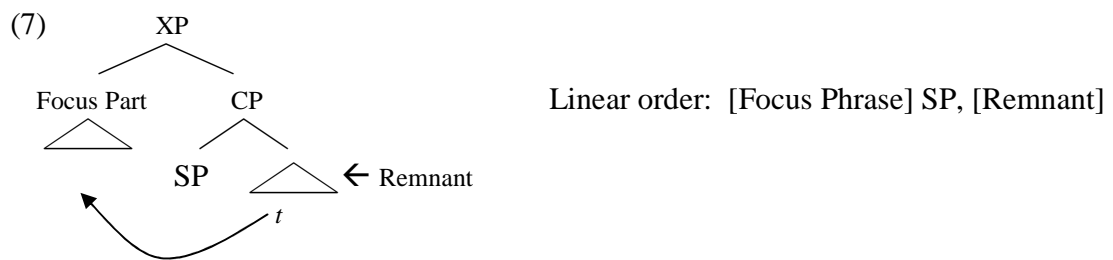 (7)
XP
Focus Part CP
Linear order: [Focus Phrase] SP, [Remnant]
SP ← Remnant
t